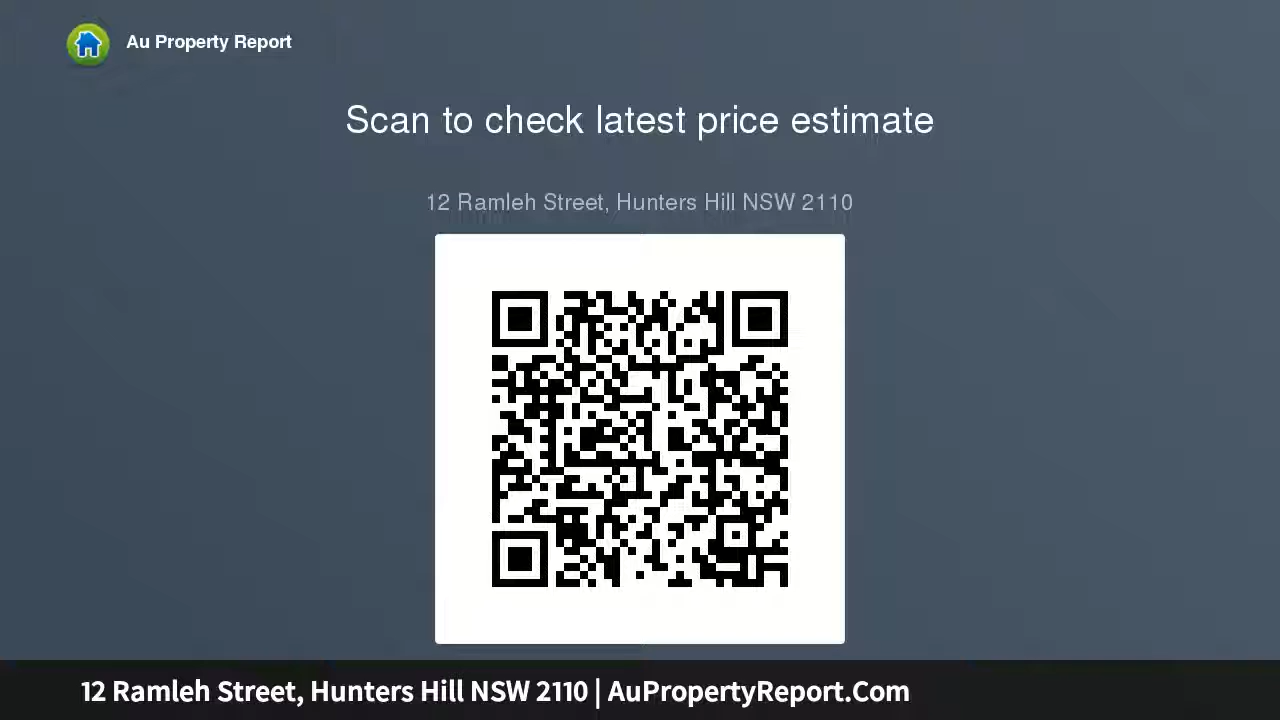 Au Property Report
Scan to check latest price estimate
12 Ramleh Street, Hunters Hill NSW 2110
12 Ramleh Street, Hunters Hill NSW 2110 | AuPropertyReport.Com